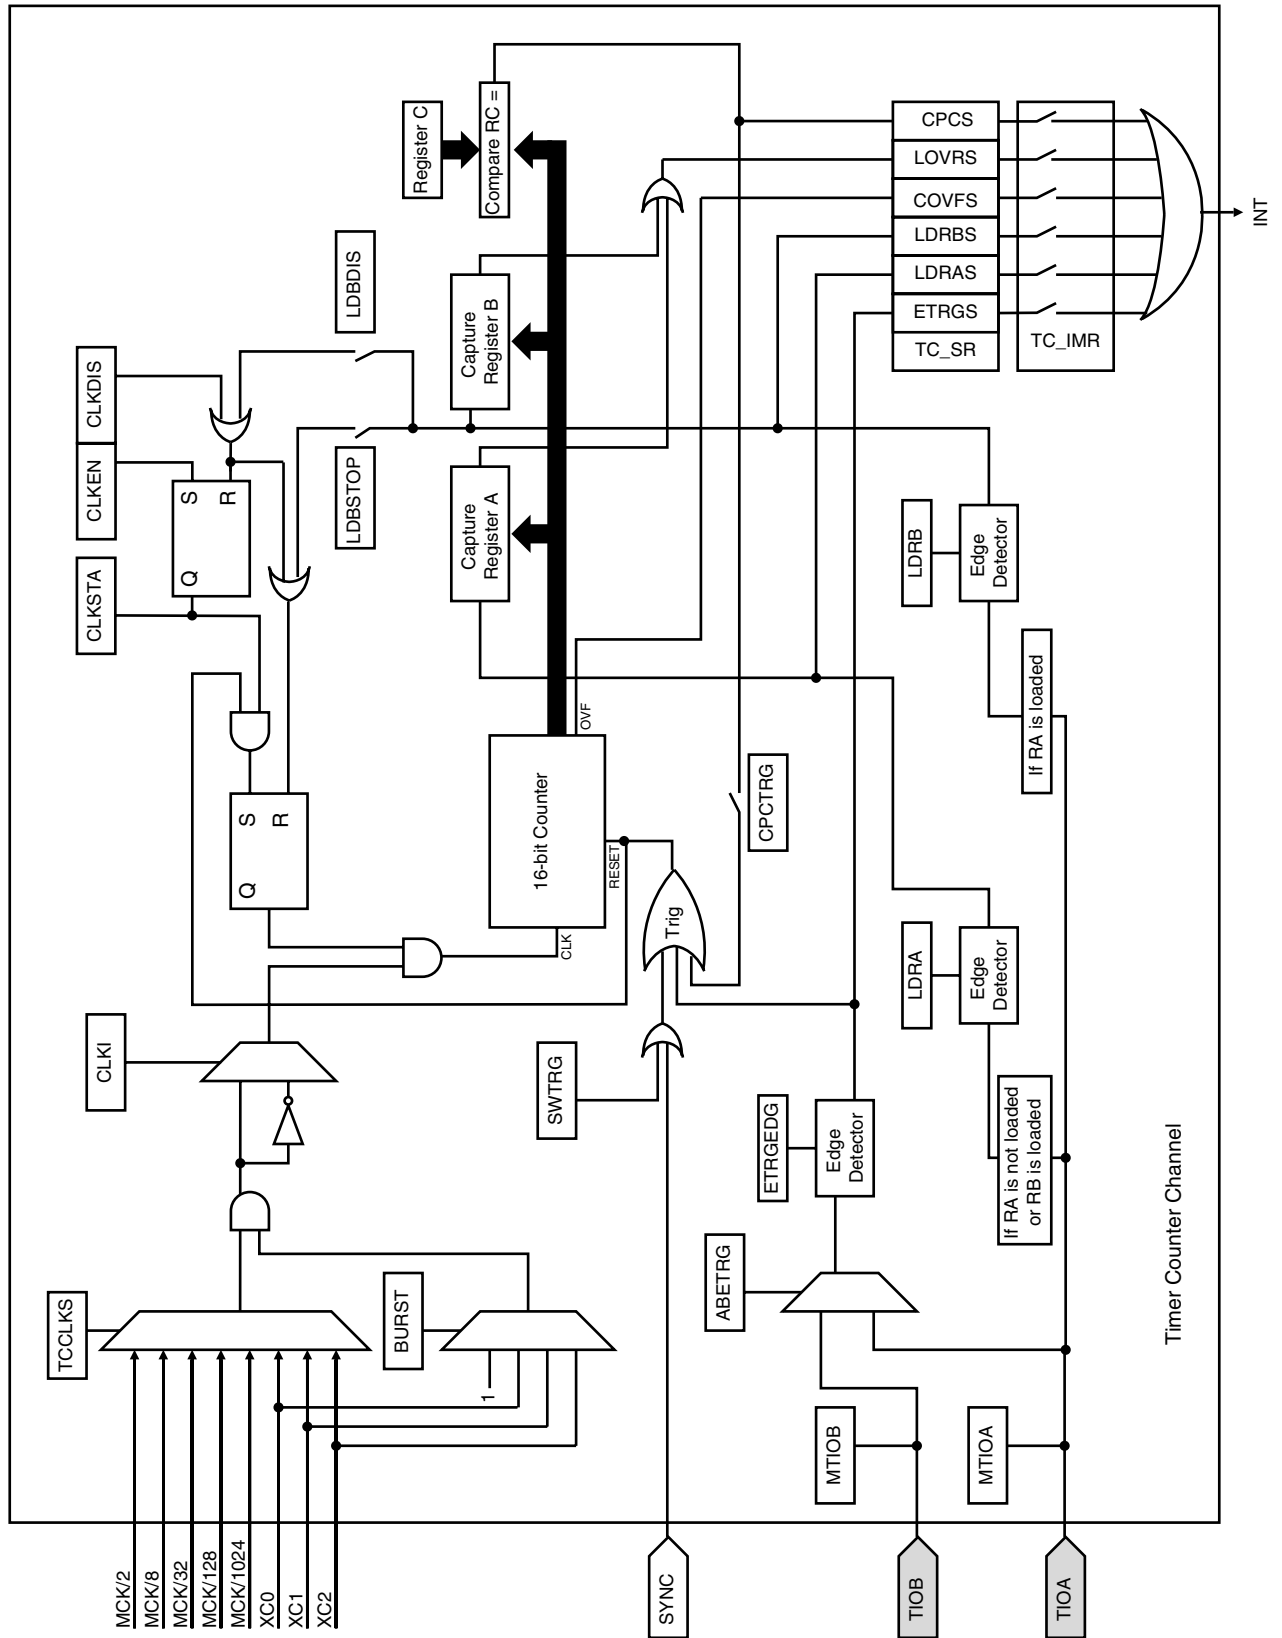 TCCLKS
MCK/2
MCK/8
MCK/32
MCK/128
MCK/1024
XC0
XC1
XC2
CLKI
CLKSTA
CLKEN
CLKDIS
Q
S
R
Q
S
R
BURST
1
LDBSTOP
LDBDIS
Register C
Capture
Register A
Capture
Register B
Compare RC =
16-bit Counter
CLK
RESET
OVF
SWTRG
SYNC
Trig
CPCTRG
ABETRG
ETRGEDG
Edge
Detector
MTIOB
TIOB
LDRA
Edge
Detector
LDRB
Edge
Detector
MTIOA
TIOA
If RA is not loaded
or RB is loaded
If RA is loaded
CPCS
LOVRS
COVFS
LDRBS
LDRAS
ETRGS
TC_SR
TC_IMR
Timer Counter Channel
INT